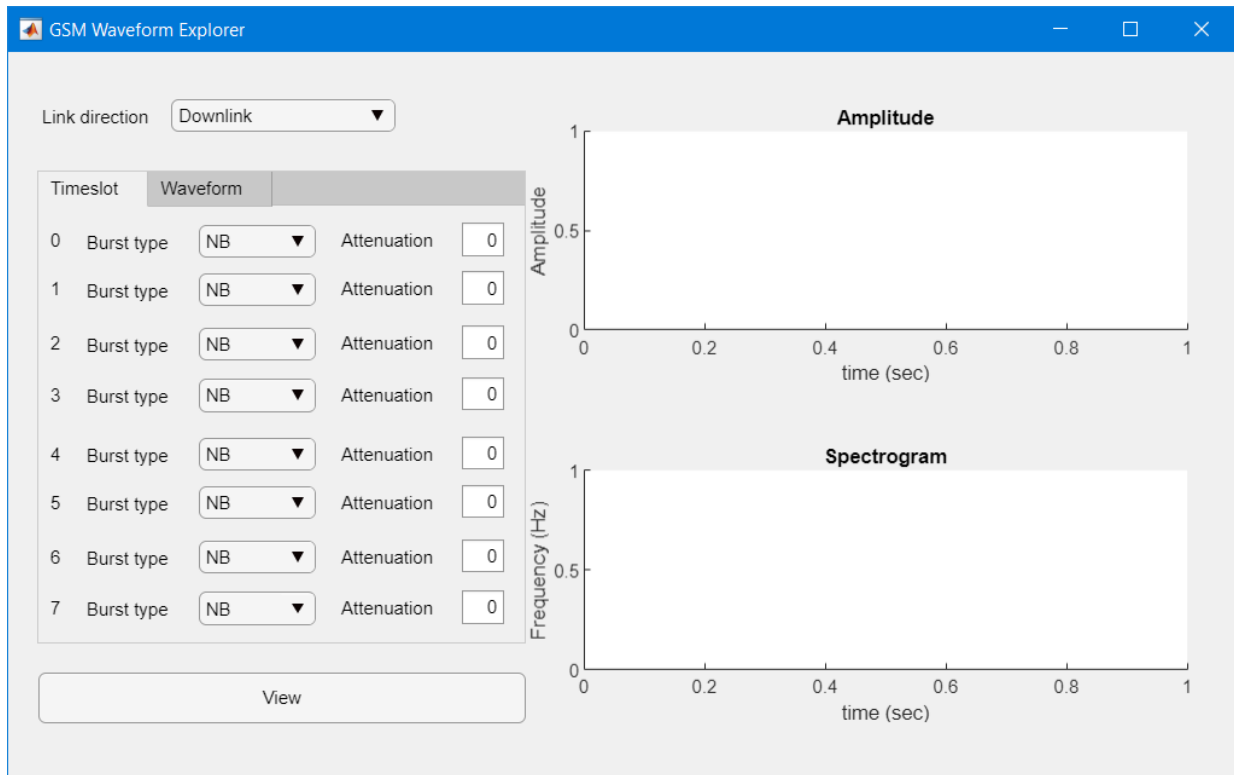 GSM Waveform Explorer
Link direction Downlink
Timeslot Waveform
0 Burst type NB Attenuation 0
1 Burst type NB Attenuation 0
2 Burst type NB Attenuation 0
3 Burst type NB Attenuation 0
4 Burst type NB Attenuation 0
5 Burst type NB Attenuation 0
6 Burst type NB Attenuation 0
7 Burst type NB Attenuation 0
View
Amplitude
Amplitude
1
0.5
0
0 0.2 0.4 0.6 0.8 1
time (sec)
Spectrogram
Frequency (Hz)
1
0.5
0
0 0.2 0.4 0.6 0.8 1
time (sec)